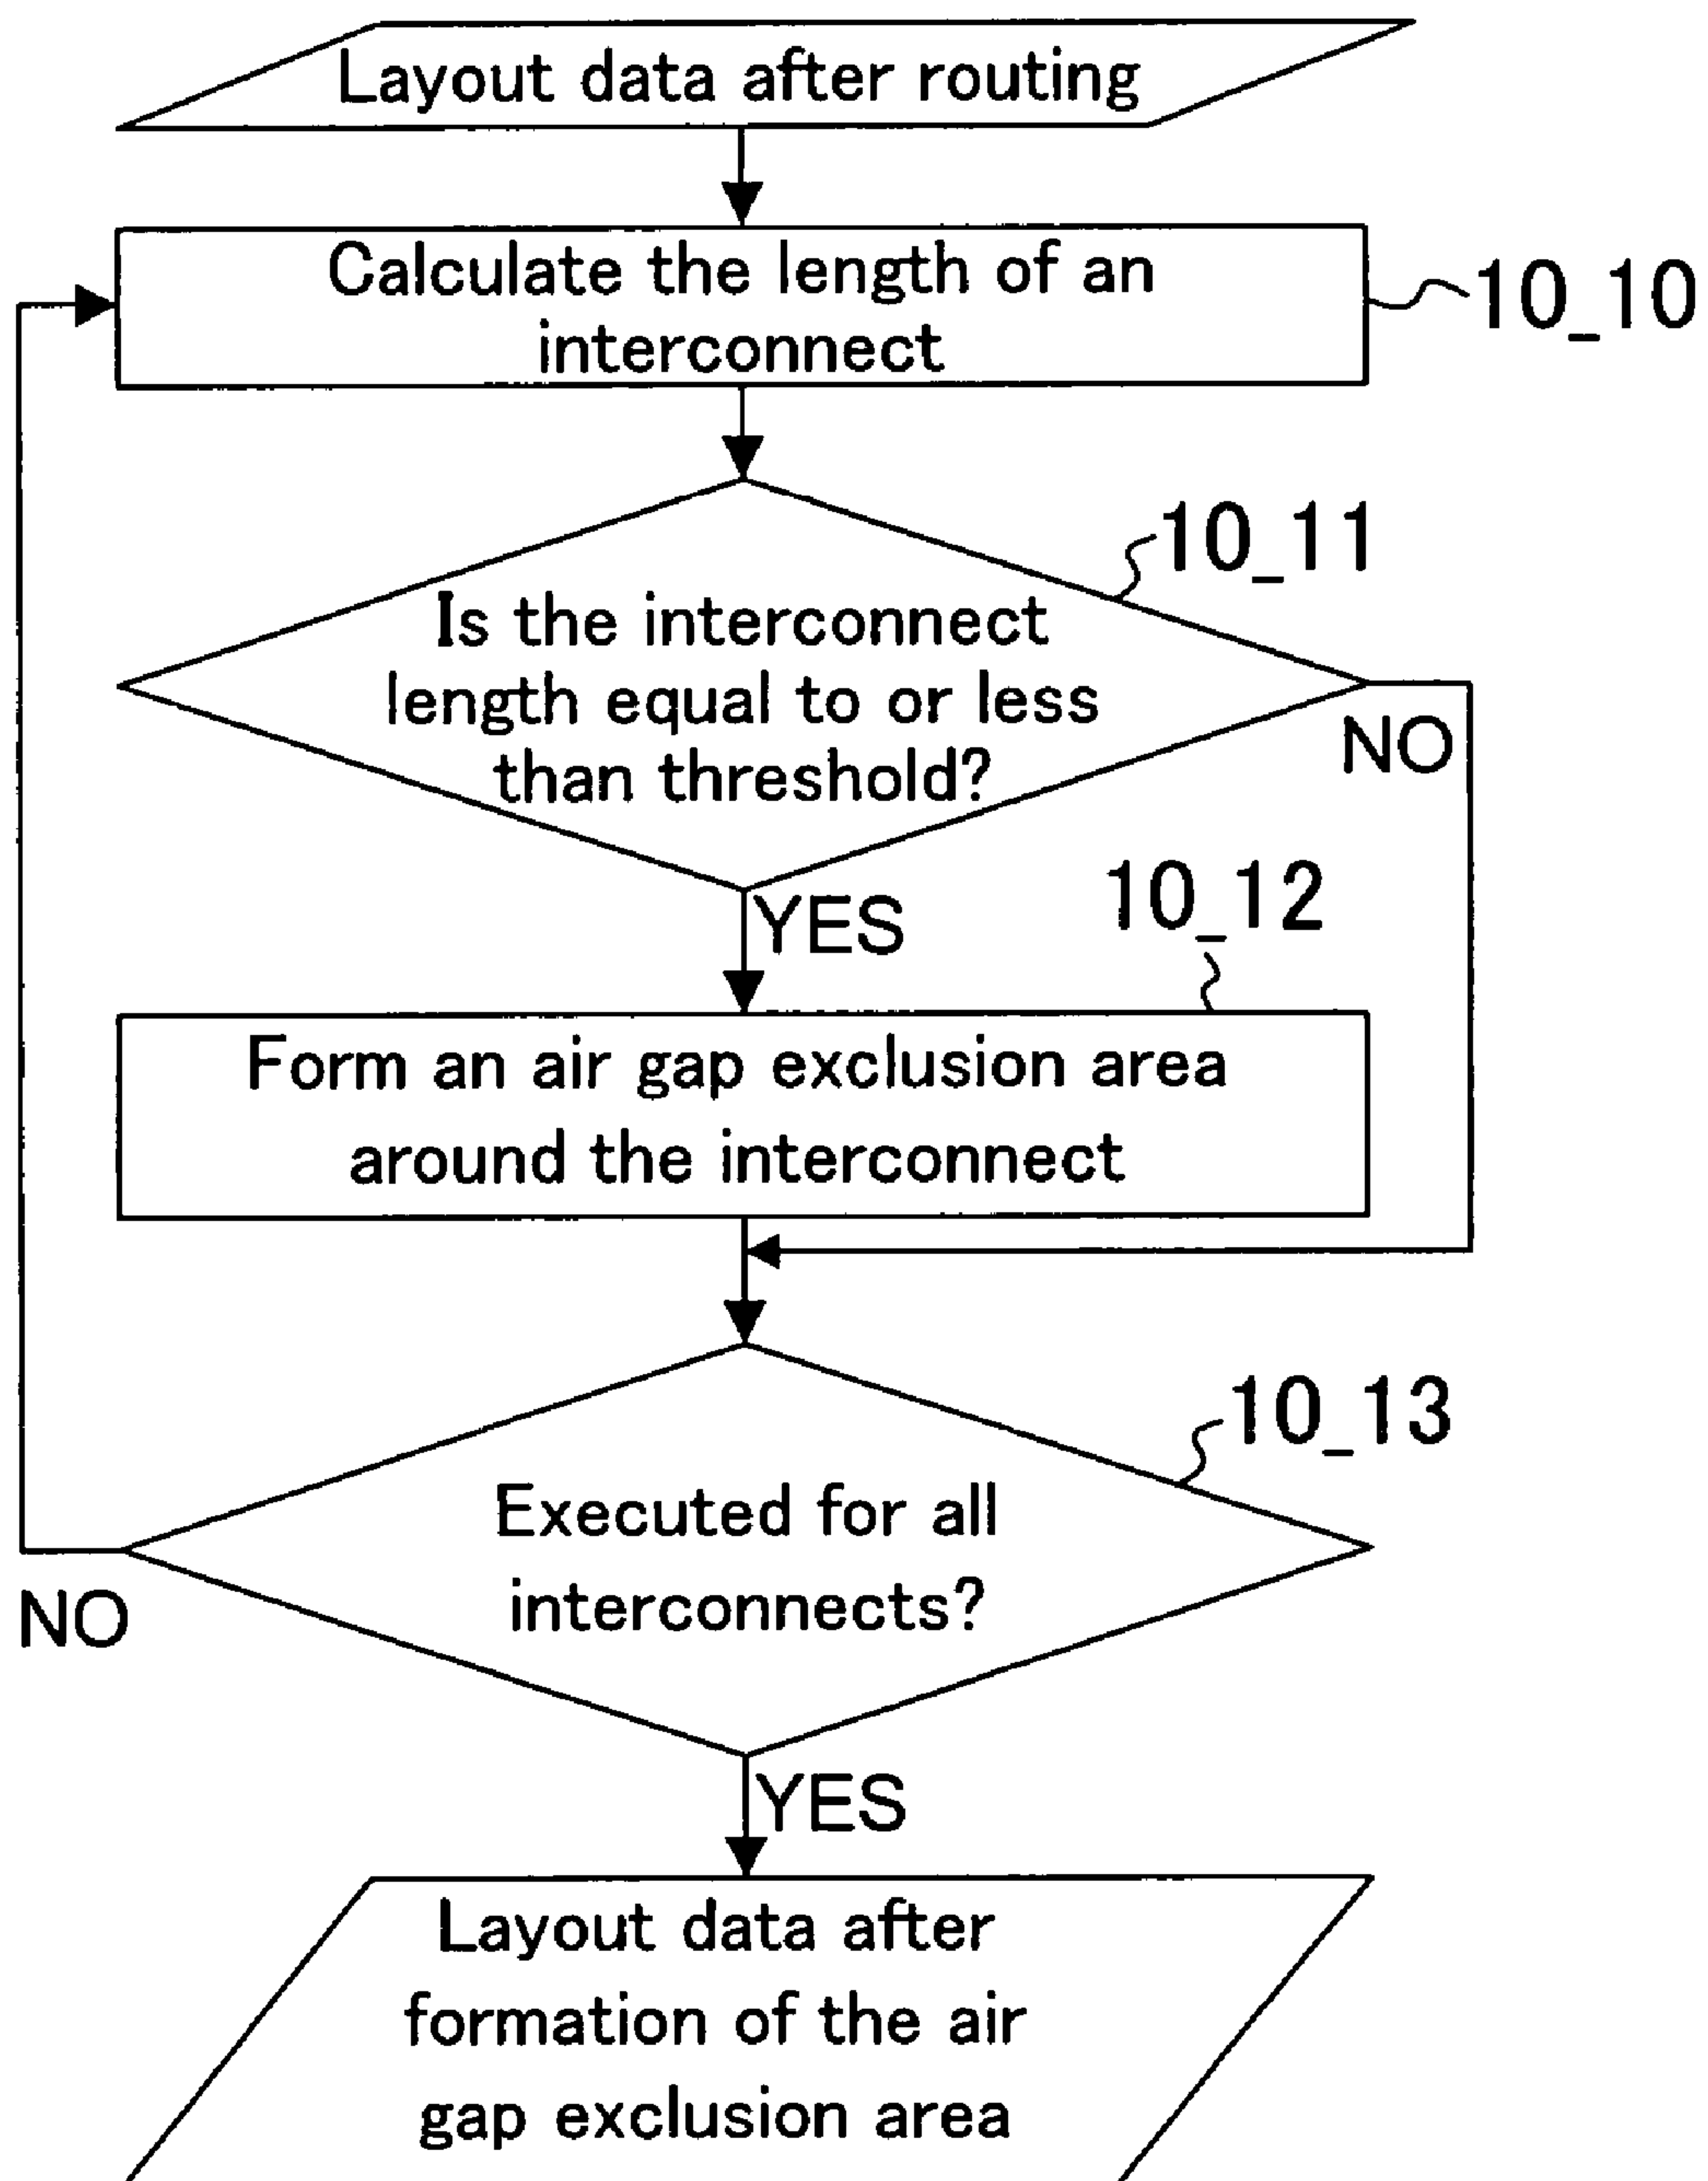 Layout data after routing
Calculate the length of an
interconnect
10_10
10_11
Is the interconnect
length equal to or less
than threshold?
NO
YES
10_12
Form an air gap exclusion area
around the interconnect
10_13
Executed for all
interconnects?
NO
YES
Layout data after
formation of the air
gap exclusion area